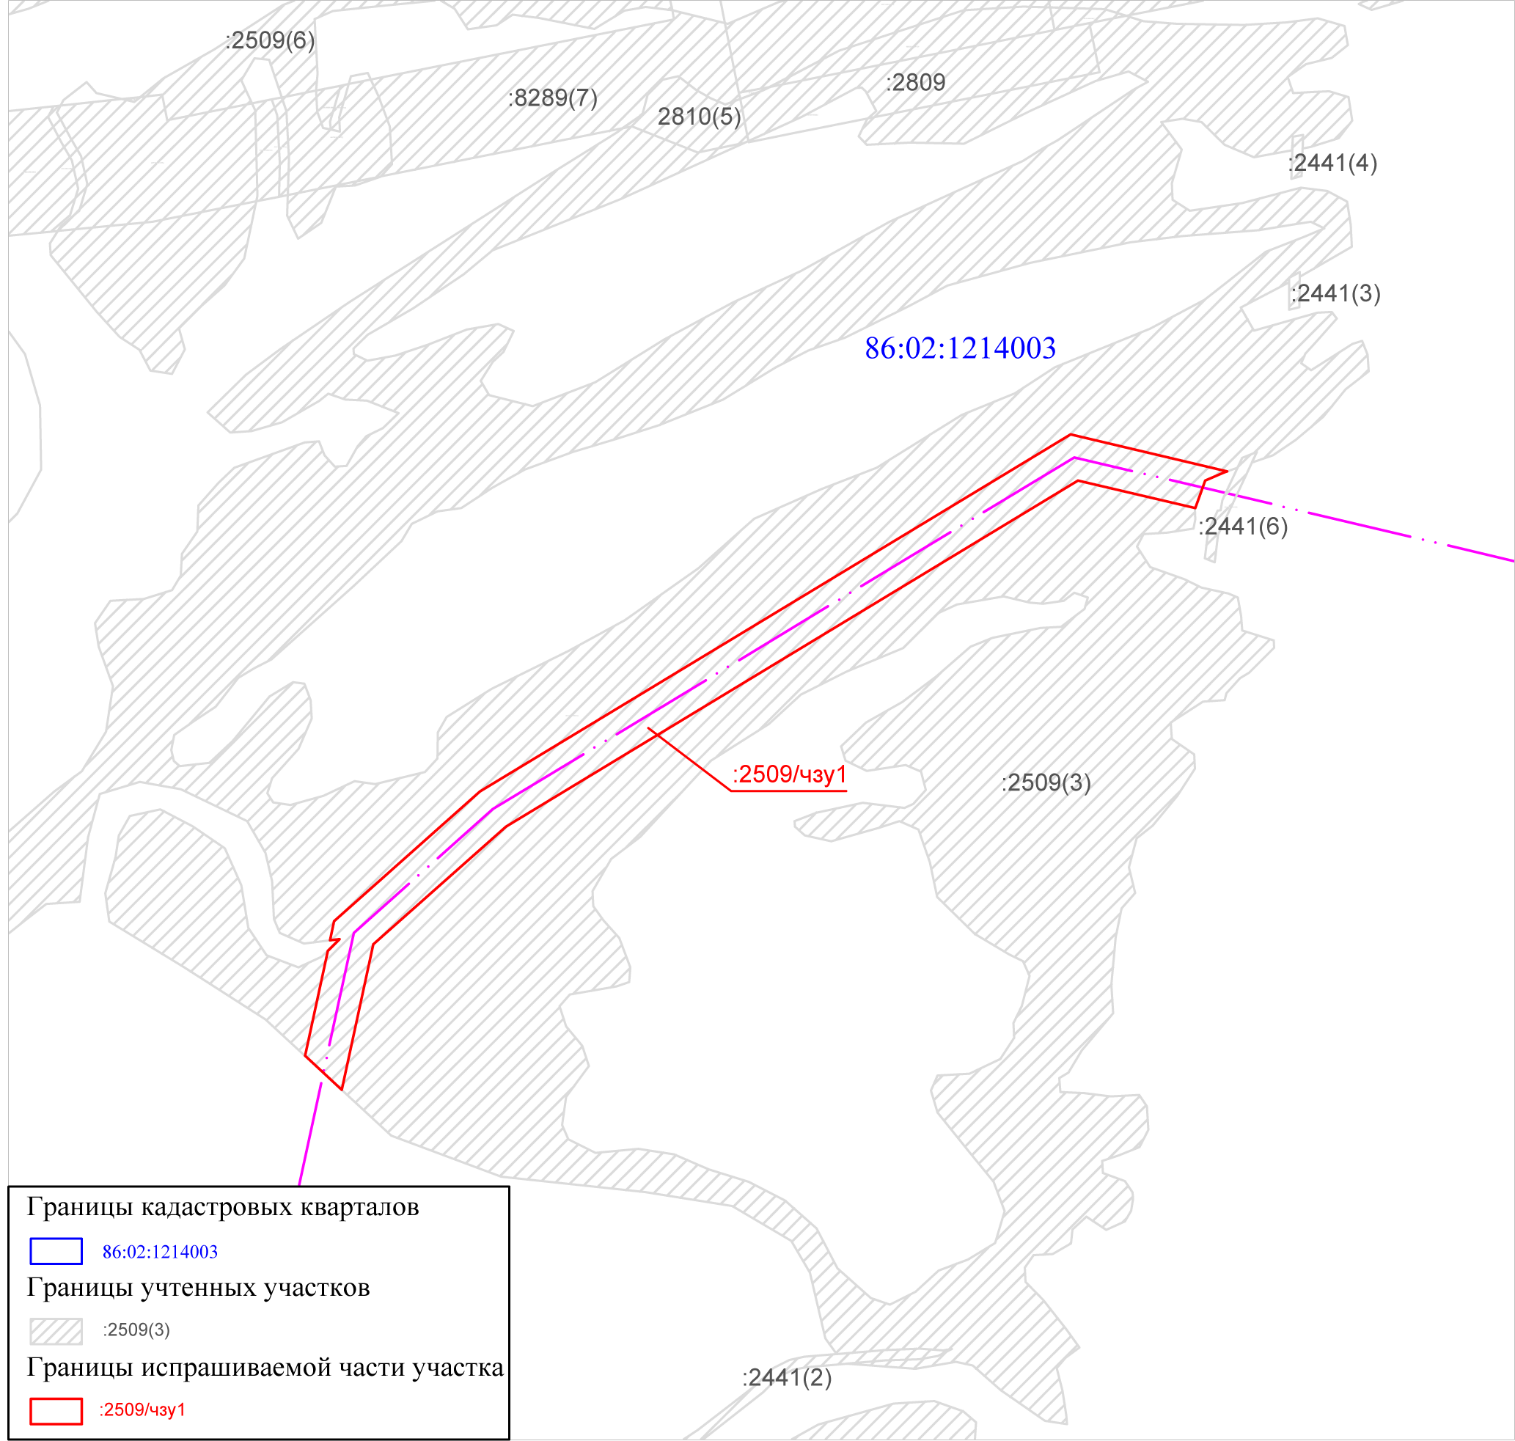 :2509(6)
:8289(7)
2810(5)
:2809
:2441(4)
:2441(3)
86:02:1214003
:2441(6)
:2509/чзу1
:2509(3)
:2441(2)
Границы кадастровых кварталов
86:02:1214003
Границы учтенных участков
:2509(3)
Границы испрашиваемой части участка
:2509/чзу1